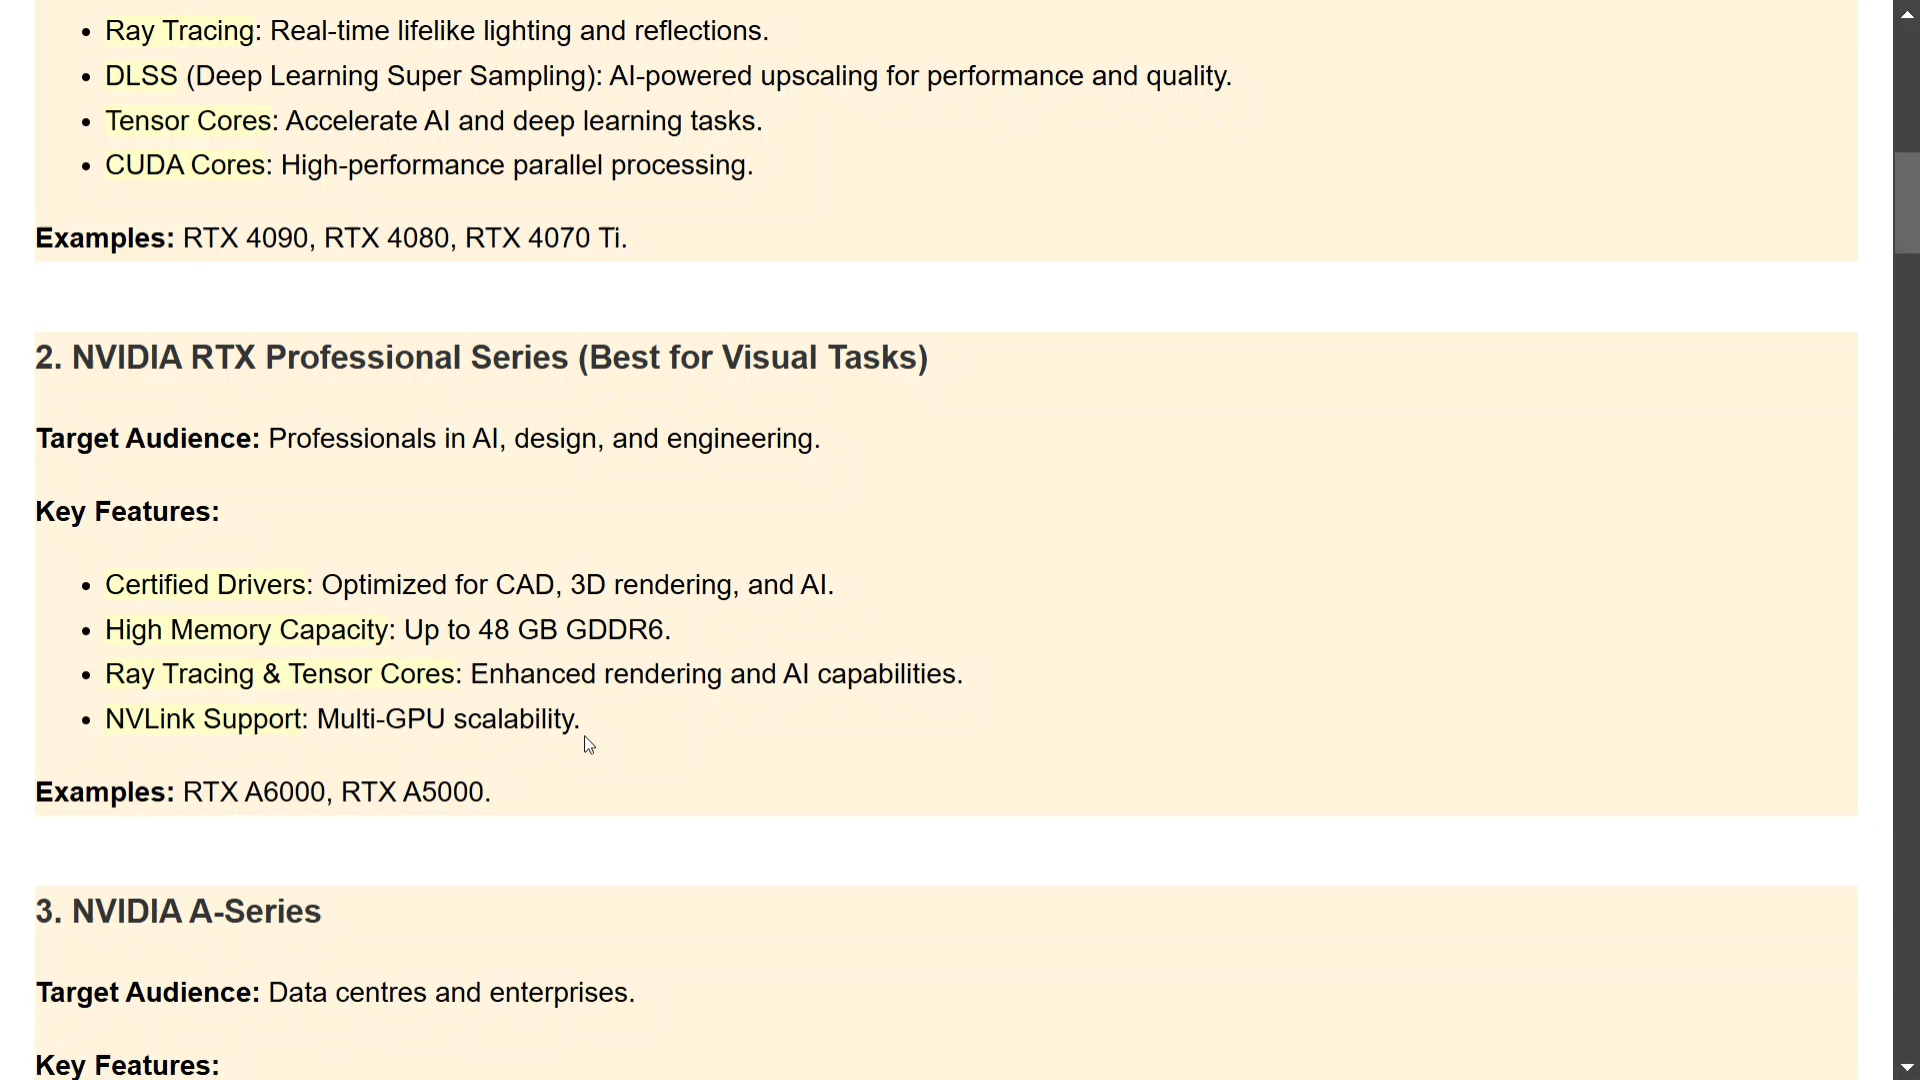 • Ray Tracing: Real-time lifelike lighting and reflections.
• DLSS (Deep Learning Super Sampling): AI-powered upscaling for performance and quality.
• Tensor Cores: Accelerate AI and deep learning tasks.
• CUDA Cores: High-performance parallel processing.
Examples: RTX 4090, RTX 4080, RTX 4070 Ti.
2. NVIDIA RTX Professional Series (Best for Visual Tasks)
Target Audience: Professionals in AI, design, and engineering.
Key Features:
• Certified Drivers: Optimized for CAD, 3D rendering, and AI.
• High Memory Capacity: Up to 48 GB GDDR6.
• Ray Tracing & Tensor Cores: Enhanced rendering and AI capabilities.
• NVLink Support: Multi-GPU scalability.
Examples: RTX A6000, RTX A5000.
3. NVIDIA A-Series
Target Audience: Data centres and enterprises.
Key Features: